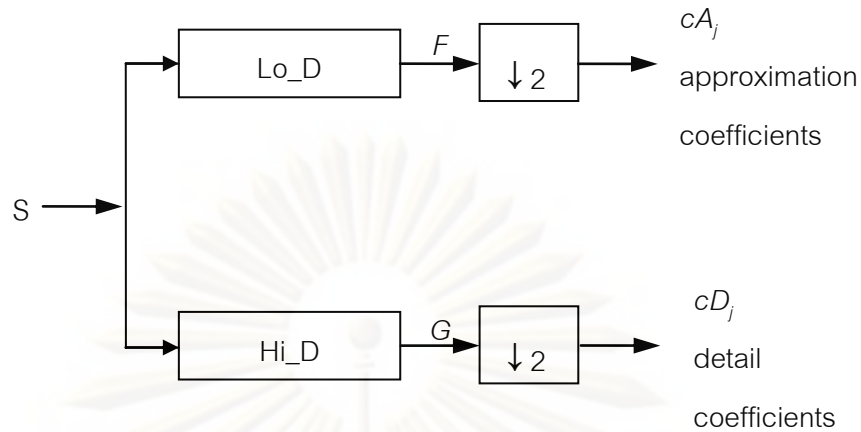 cA_j
F
Lo_D
↓ 2
approximation
coefficients
S
cD_j
G
Hi_D
↓ 2
detail
coefficients